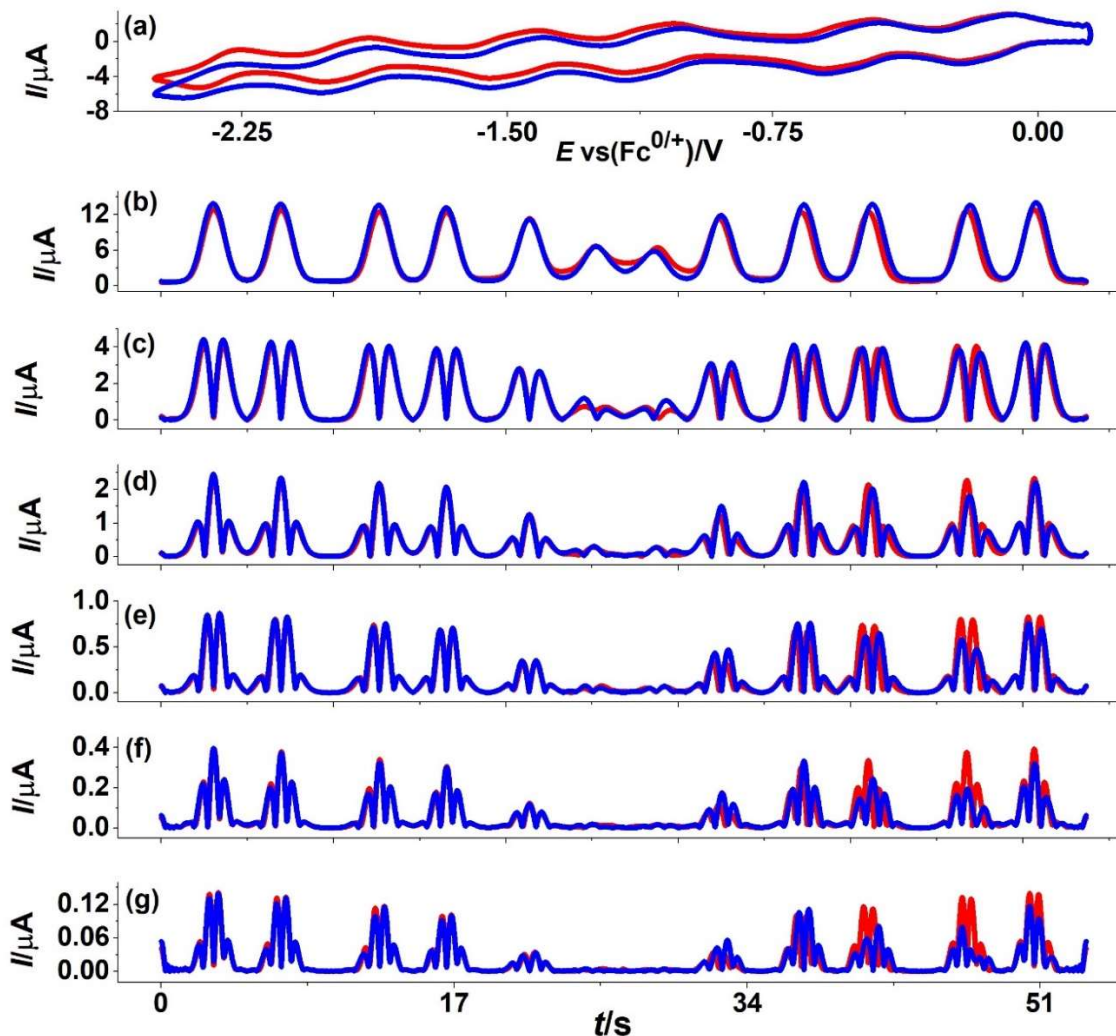 (a)
I/μA
0
-4
-8
-2.25 -1.50 -0.75 0.00
E vs(Fc⁰/⁺)/V
(b)
I/μA
12
6
0
(c)
I/μA
4
2
0
(d)
I/μA
2
1
0
(e)
I/μA
1.0
0.5
0.0
(f)
I/μA
0.4
0.2
0.0
(g)
I/μA
0.12
0.06
0.00
0 17 34 51
t/s